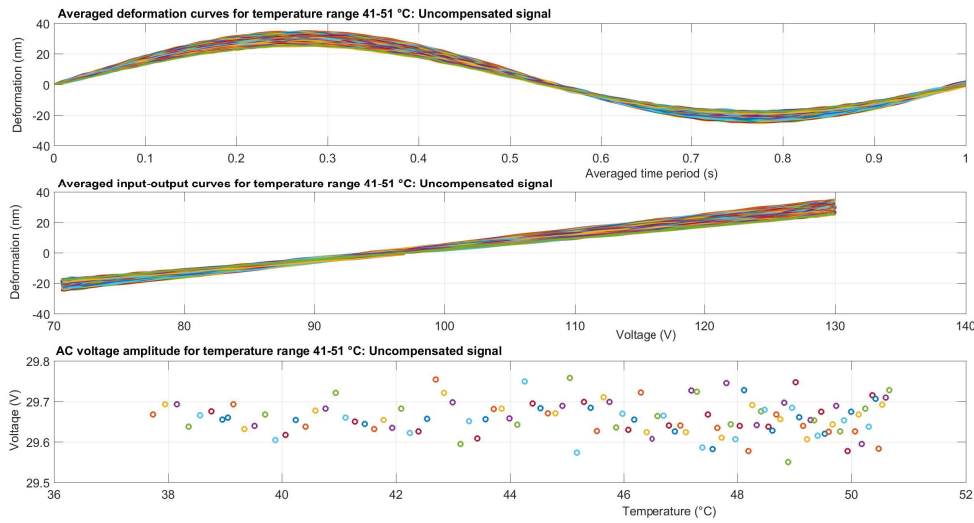 Averaged deformation curves for temperature range 41-51 °C: Uncompensated signal
40
20
0
-20
-40
Deformation (nm)
0 0.1 0.2 0.3 0.4 0.5 0.6 0.7 0.8 0.9 1
Averaged time period (s)
Averaged input-output curves for temperature range 41-51 °C: Uncompensated signal
40
20
0
-20
-40
Deformation (nm)
70 80 90 100 110 120 130 140
Voltage (V)
AC voltage amplitude for temperature range 41-51 °C: Uncompensated signal
29.8
29.7
29.6
29.5
Voltage (V)
36 38 40 42 44 46 48 50 52
Temperature (°C)